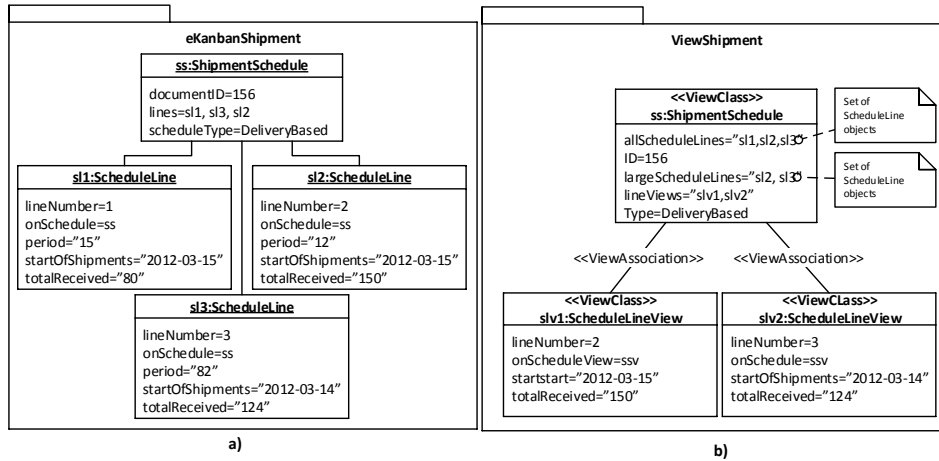 eKanbanShipment
ss:ShipmentSchedule
documentID=156
lines=sl1, sl3, sl2
scheduleType=DeliveryBased
sl1:ScheduleLine
lineNumber=1
onSchedule=ss
period="15"
startOfShipments="2012-03-15"
totalReceived="80"
sl2:ScheduleLine
lineNumber=2
onSchedule=ss
period="12"
startOfShipments="2012-03-15"
totalReceived="150"
sl3:ScheduleLine
lineNumber=3
onSchedule=ss
period="82"
startOfShipments="2012-03-14"
totalReceived="124"
a)
ViewShipment
<<ViewClass>>
ss:ShipmentSchedule
allScheduleLines="sl1,sl2,sl3"
ID=156
largeScheduleLines="sl2, sl3"
lineViews="slv1,slv2"
Type=DeliveryBased
Set of
ScheduleLine
objects
Set of
ScheduleLine
objects
<<ViewAssociation>>
<<ViewAssociation>>
<<ViewClass>>
slv1:ScheduleLineView
lineNumber=2
onScheduleView=ssv
startstart="2012-03-15"
totalReceived="150"
<<ViewCLass>>
slv2:ScheduleLineView
lineNumber=3
onSchedule=ssv
startOfShipments="2012-03-14"
totalReceived="124"
b)